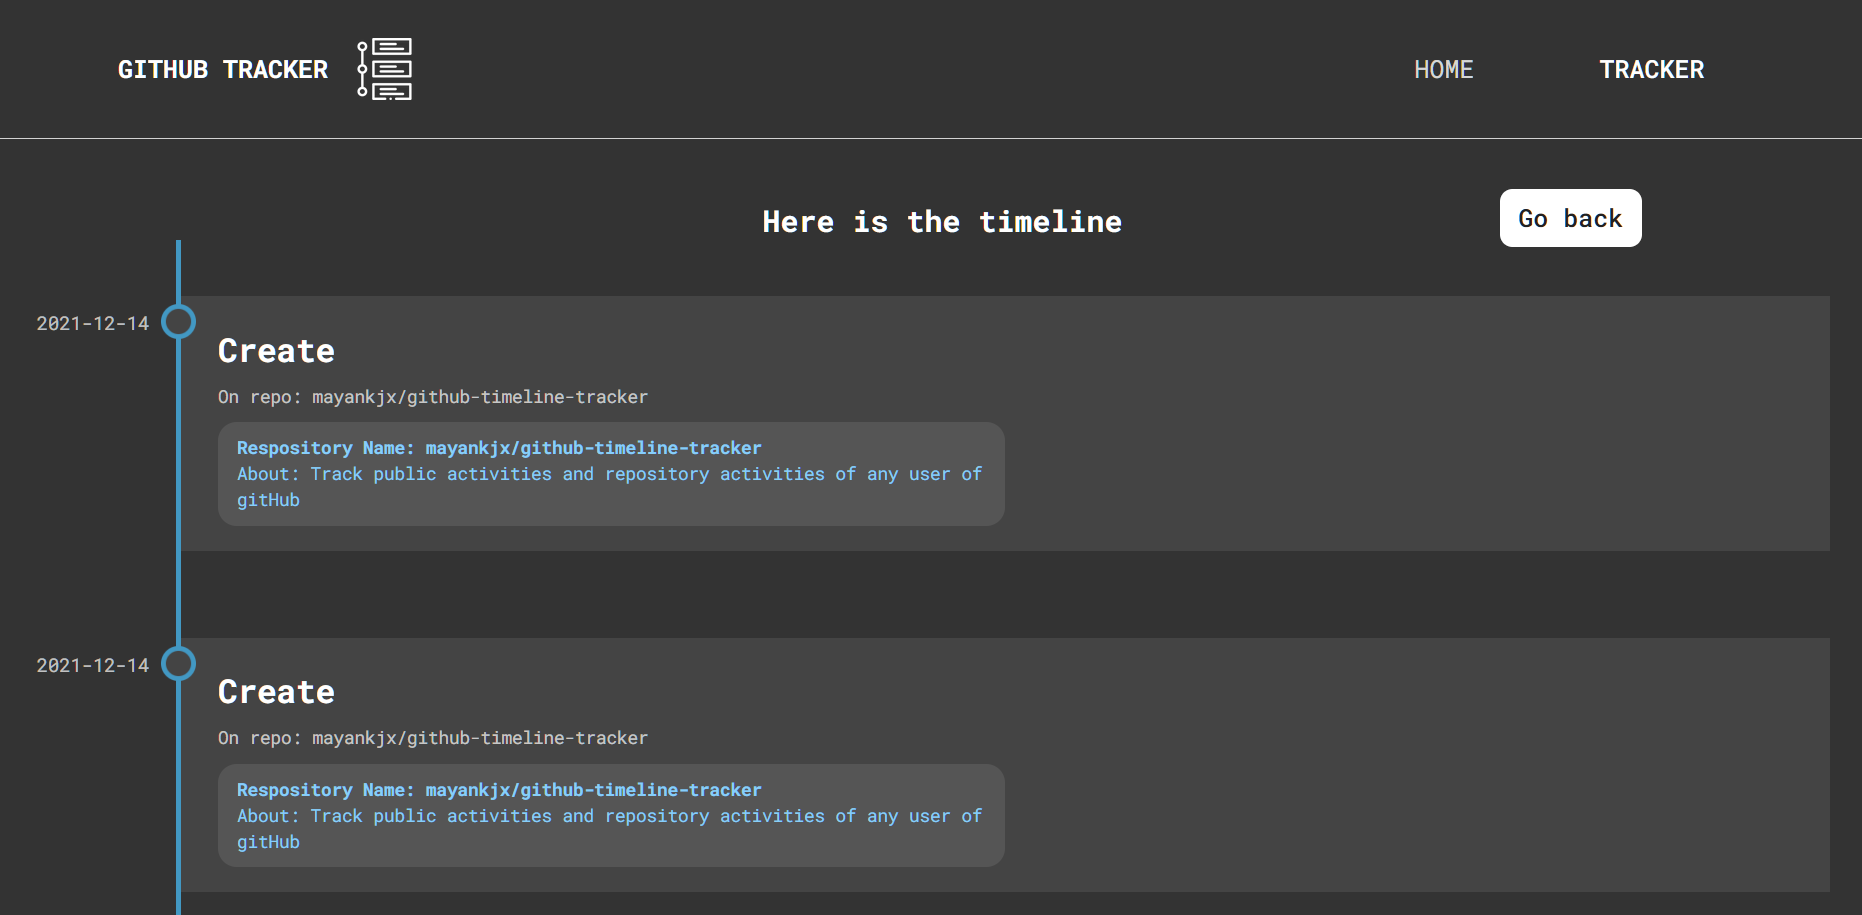 GITHUB TRACKER
HOME
TRACKER
Here is the timeline
Go back
2021-12-14
Create
On repo: mayankjx/github-timeline-tracker
Respository Name: mayankjx/github-timeline-tracker
About: Track public activities and repository activities of any user of
gitHub
2021-12-14
Create
On repo: mayankjx/github-timeline-tracker
Respository Name: mayankjx/github-timeline-tracker
About: Track public activities and repository activities of any user of
gitHub